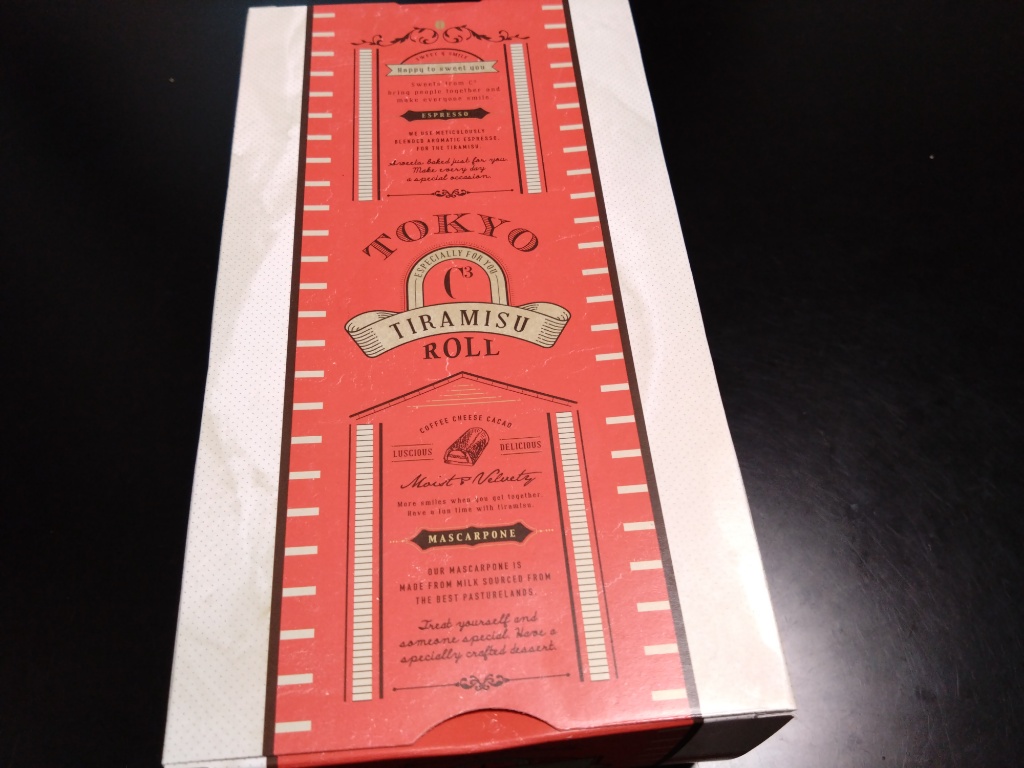 SWEET & SMILE
Happy to sweet you
Sweets from C³
bring people together and
make everyone smile.
ESPRESSO
WE USE METICULOUSLY
BLENDED AROMATIC ESPRESSO.
FOR THE TIRAMISU.
Sweets baked just for you
Make every day
a special occasion.
TOKYO
ESPECIALLY FOR YOU
C³
TIRAMISU
ROLL
COFFEE CHEESE CACAO
LUSCIOUS DELICIOUS
Moist & Velvety
More smiles when you get together.
Have a fun time with tiramisu.
MASCARPONE
OUR MASCARPONE IS
MADE FROM MILK SOURCED FROM
THE BEST PASTURELANDS.
Treat yourself and
someone special. Have a
specially crafted dessert.